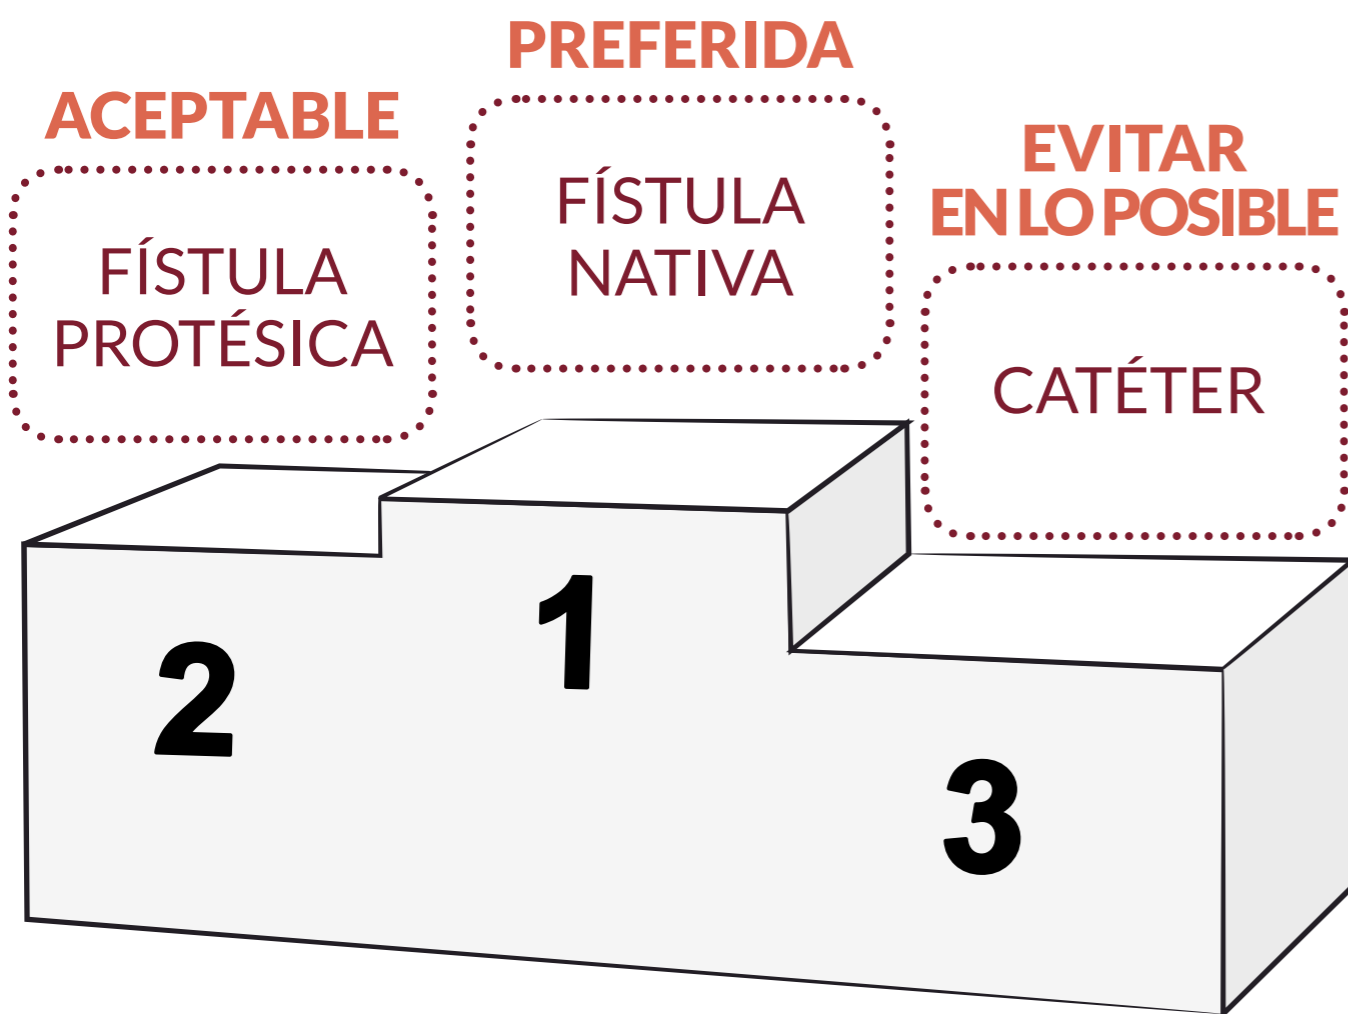 PREFERIDA
FÍSTULA
NATIVA
ACEPTABLE
FÍSTULA
PROTÉSICA
EVITAR
EN LO POSIBLE
CATÉTER
1
2
3